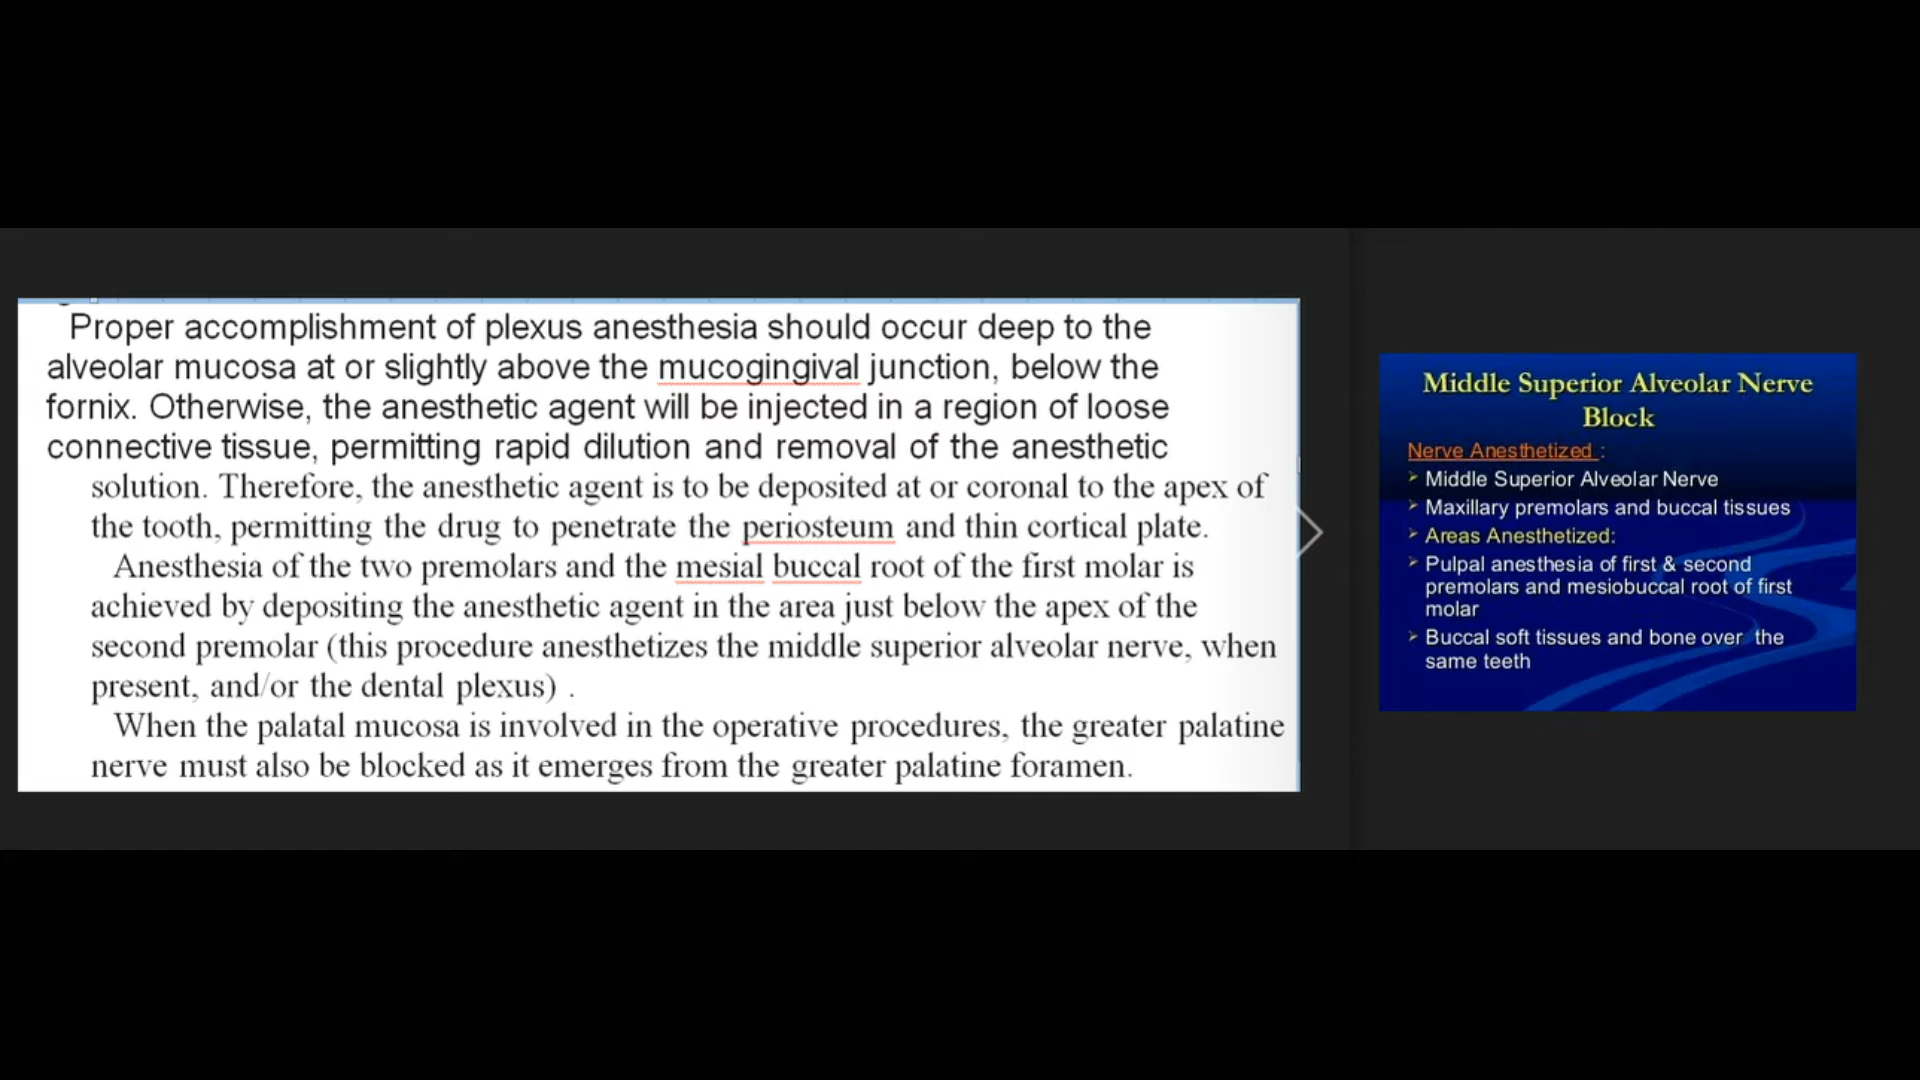 Proper accomplishment of plexus anesthesia should occur deep to the
alveolar mucosa at or slightly above the mucogingival junction, below the
fornix. Otherwise, the anesthetic agent will be injected in a region of loose
connective tissue, permitting rapid dilution and removal of the anesthetic
solution. Therefore, the anesthetic agent is to be deposited at or coronal to the apex of
the tooth, permitting the drug to penetrate the periosteum and thin cortical plate.
Anesthesia of the two premolars and the mesial buccal root of the first molar is
achieved by depositing the anesthetic agent in the area just below the apex of the
second premolar (this procedure anesthetizes the middle superior alveolar nerve, when
present, and/or the dental plexus) .
When the palatal mucosa is involved in the operative procedures, the greater palatine
nerve must also be blocked as it emerges from the greater palatine foramen.
Middle Superior Alveolar Nerve
Block
Nerve Anesthetized :
Middle Superior Alveolar Nerve
Maxillary premolars and buccal tissues
Areas Anesthetized:
Pulpal anesthesia of first & second
premolars and mesiobuccal root of first
molar
Buccal soft tissues and bone over the
same teeth